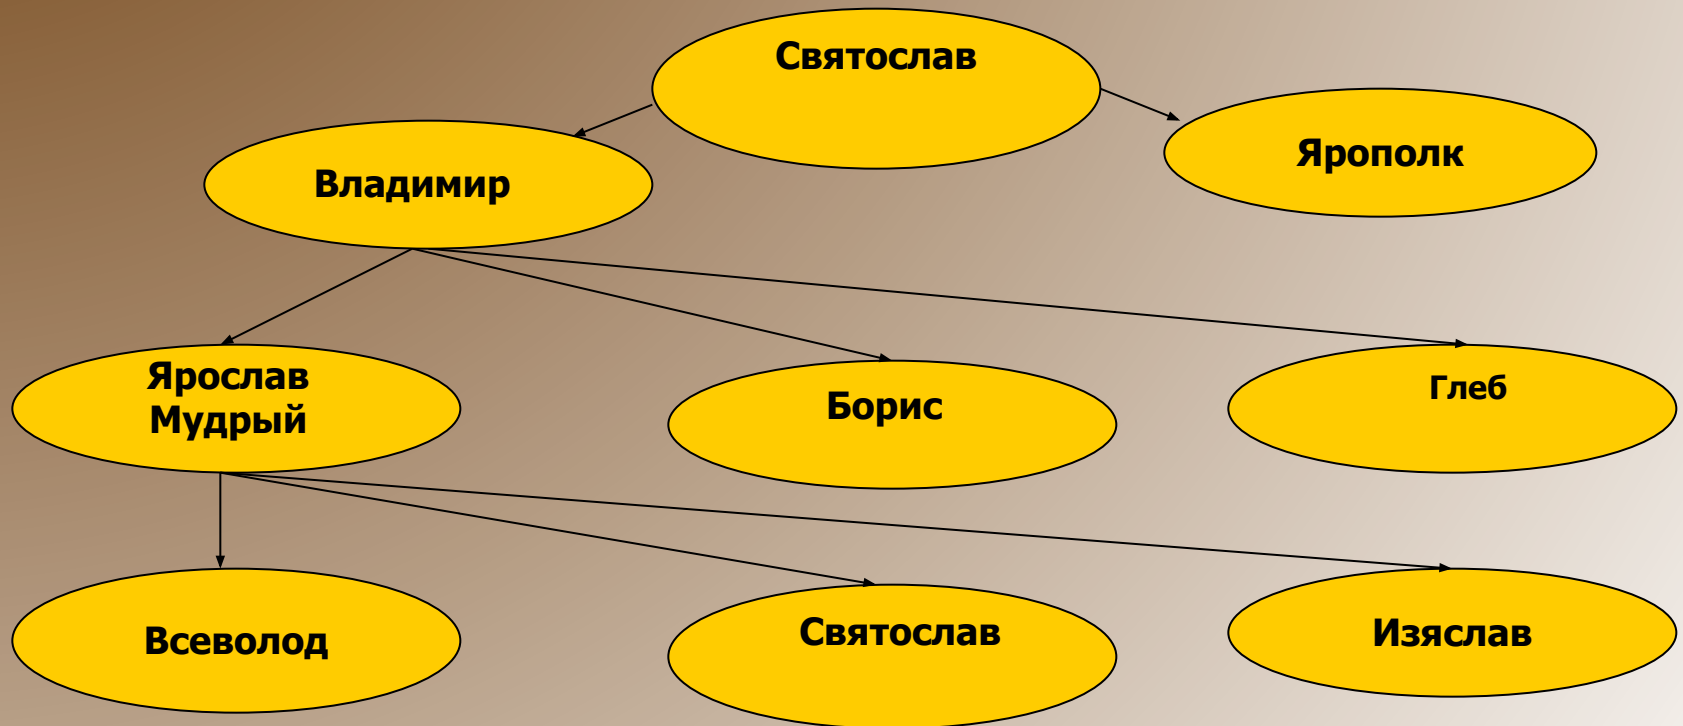 Святослав
Ярополк
Владимир
Ярослав
Мудрый
Борис
Глеб
Всеволод
Святослав
Изяслав